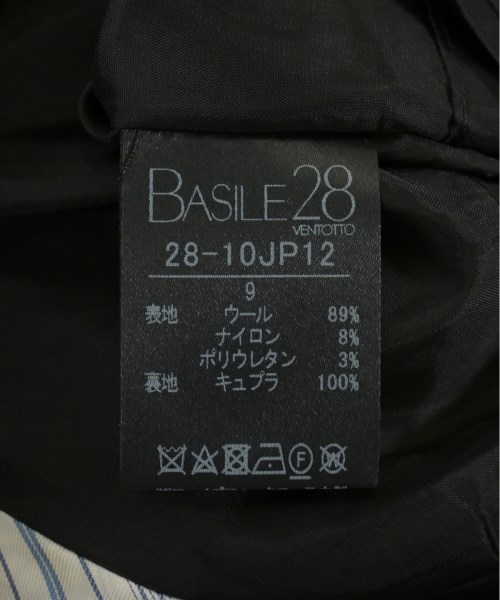 BASILE28
VENTOTTO
28-10JP12
9
表地 ウール 89%
ナイロン 8%
ポリウレタン 3%
裏地 キュプラ 100%
F W